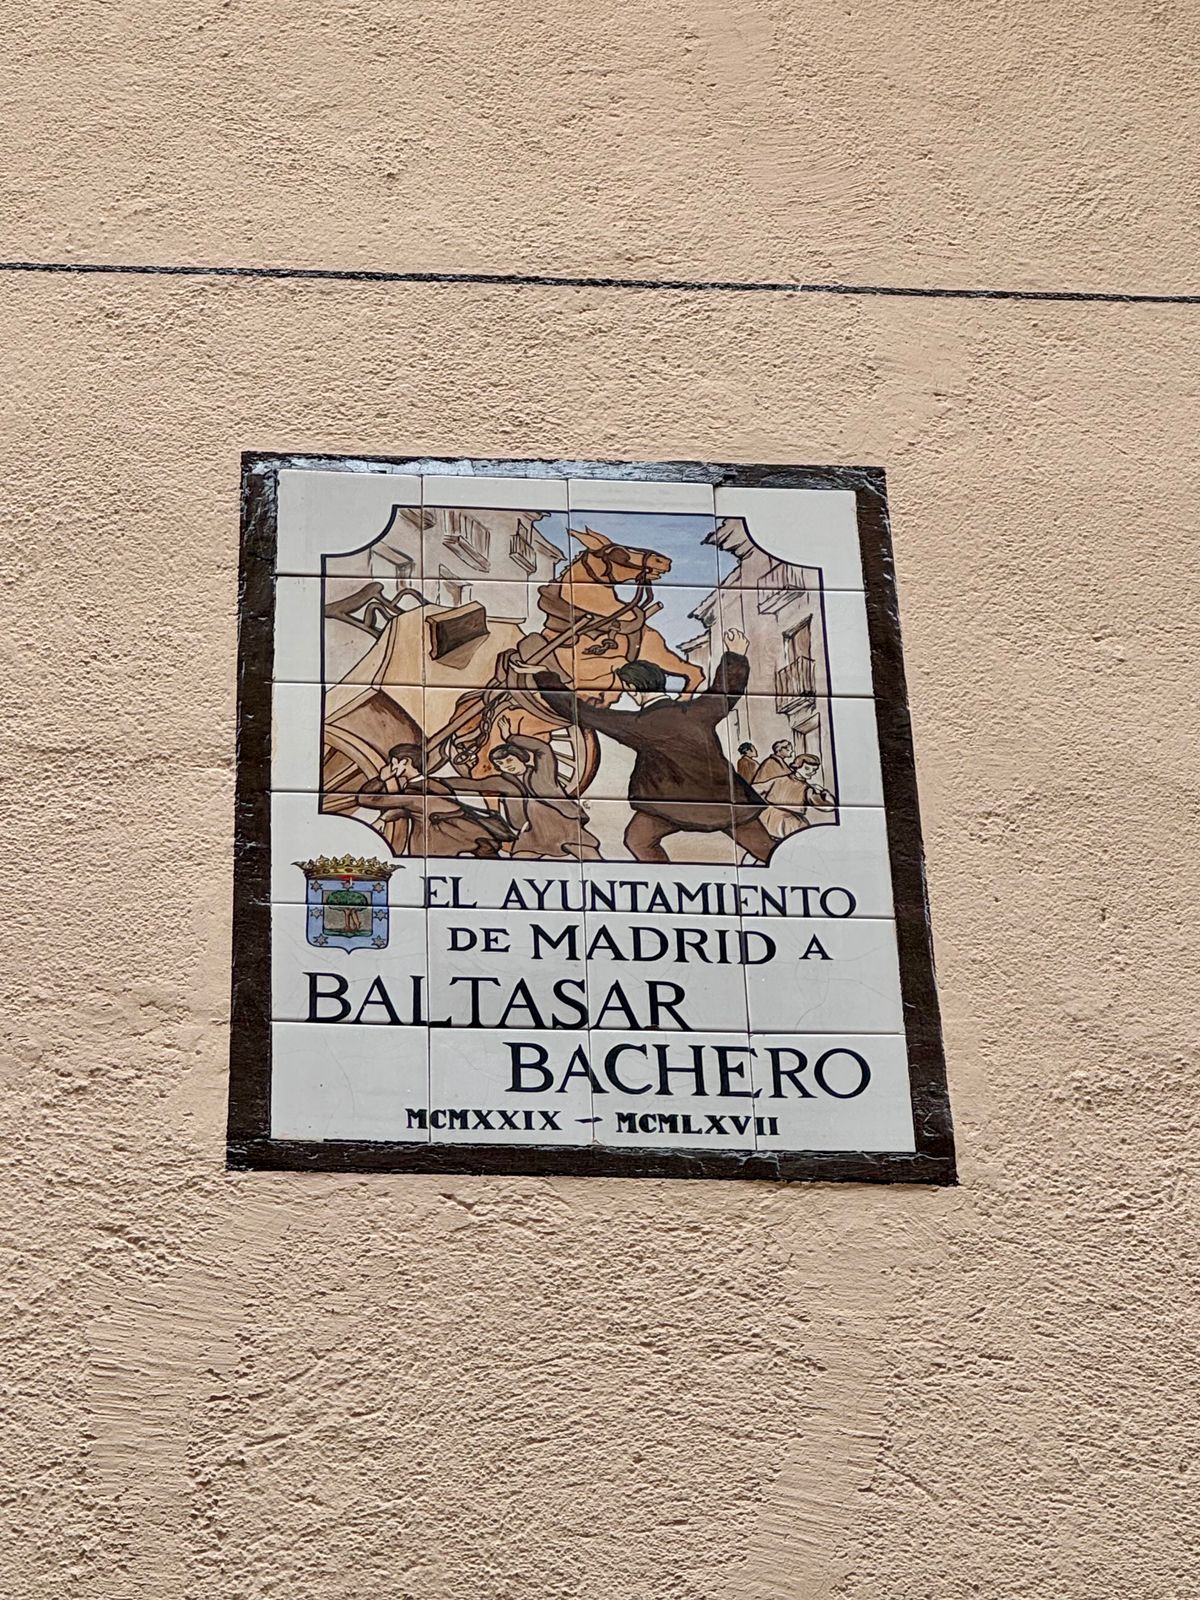 EL AYUNTAMIENTO
DE MADRID A
BALTASAR
BACHERO
MCMXXIX – MCMLXVII